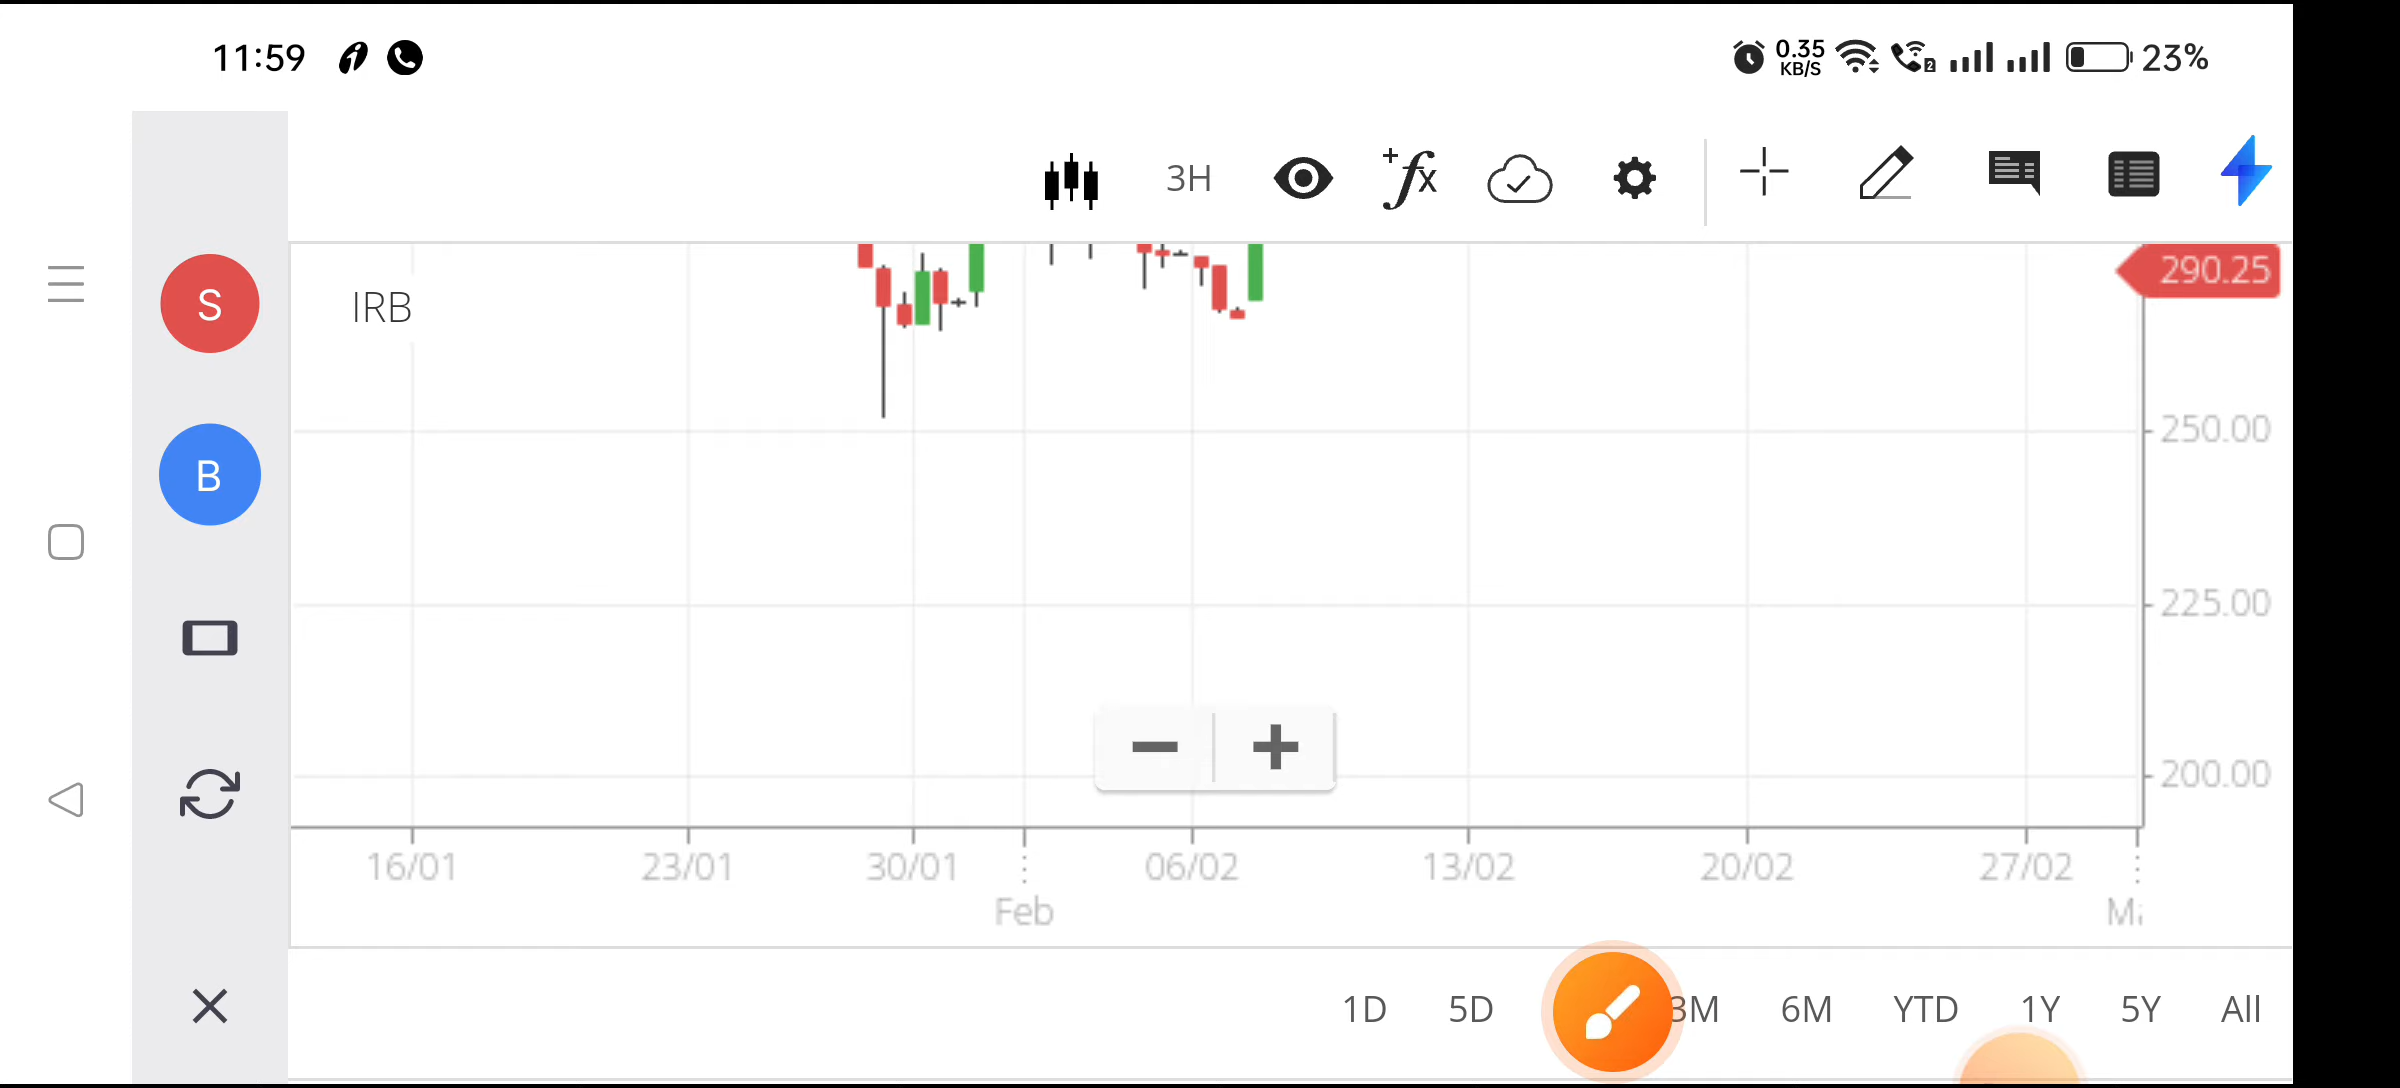 11:59
0.35
KB/S
2
23%
3H
+fx
S
IRB
290.25
B
250.00
225.00
200.00
16/01
23/01
30/01
06/02
13/02
20/02
27/02
Feb
1D
5D
3M
6M
YTD
1Y
5Y
All